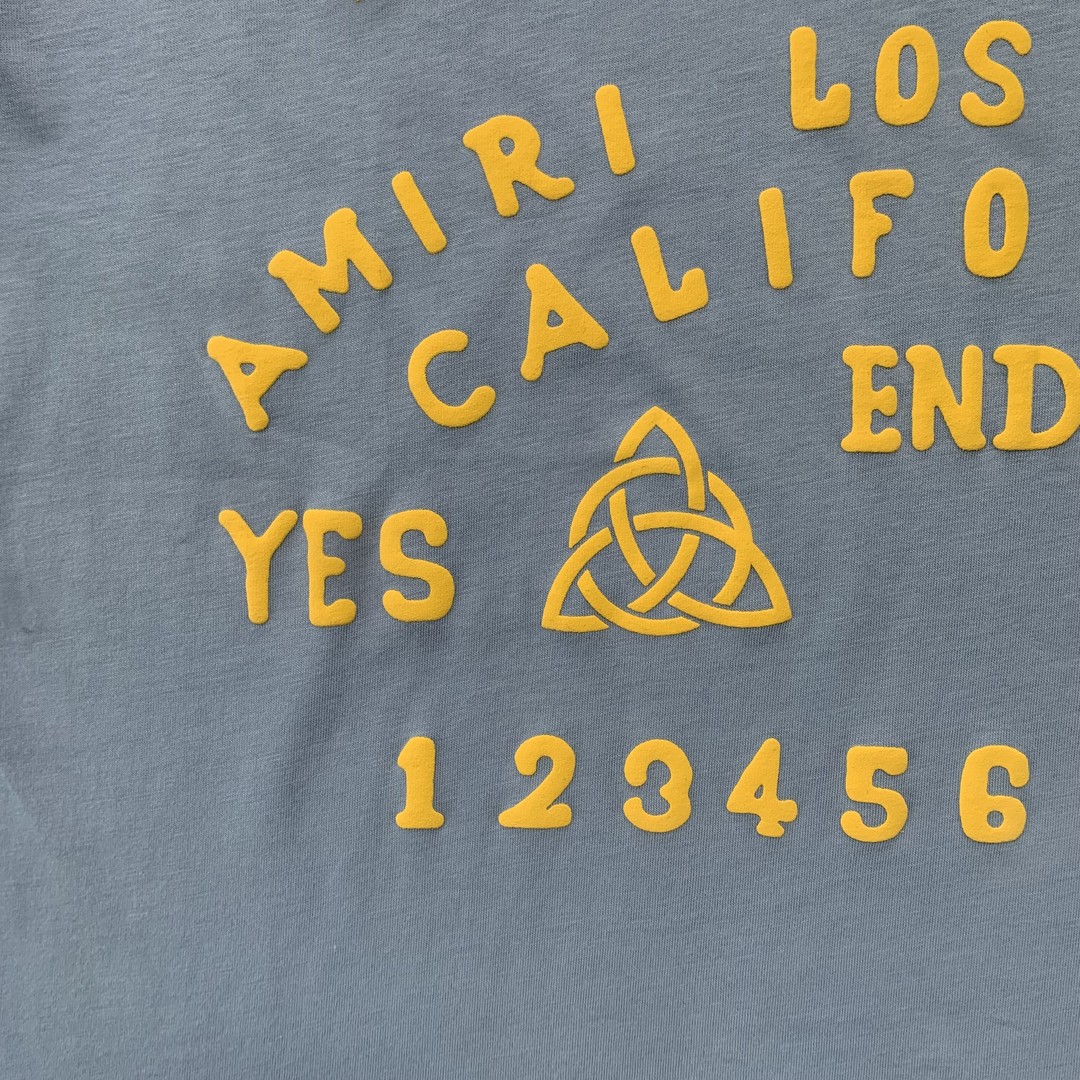 AMIRI LOS
CALIFO
END
YES
1 2 3 4 5 6